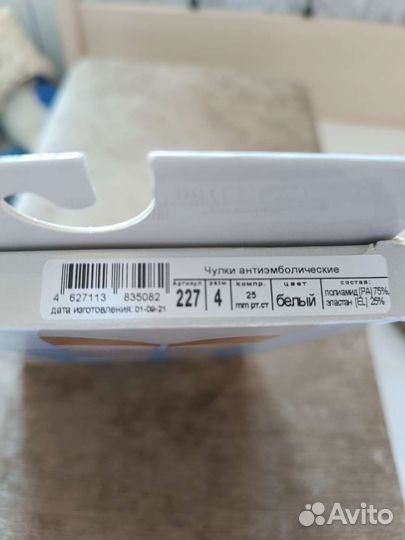 Чулки антиэмболические
4 627113 835082
дата изготовления: 01-09-21
Артикул
227
разм.
4
компр.
25
mm рт.ст
цвет
белый
состав:
полиамид [PA] 75%,
эластан [EL] 25%
Avito